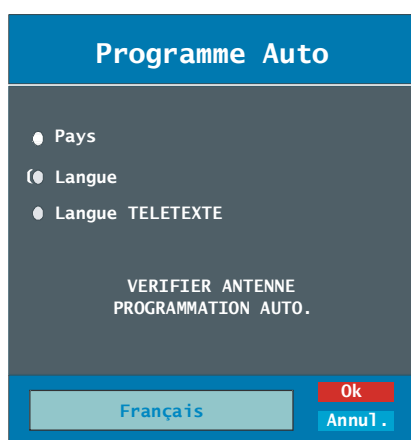 Programme Auto
Pays
Langue
Langue TELETEXTE
VERIFIER ANTENNE
PROGRAMMATION AUTO.
Français
Ok
Annul.